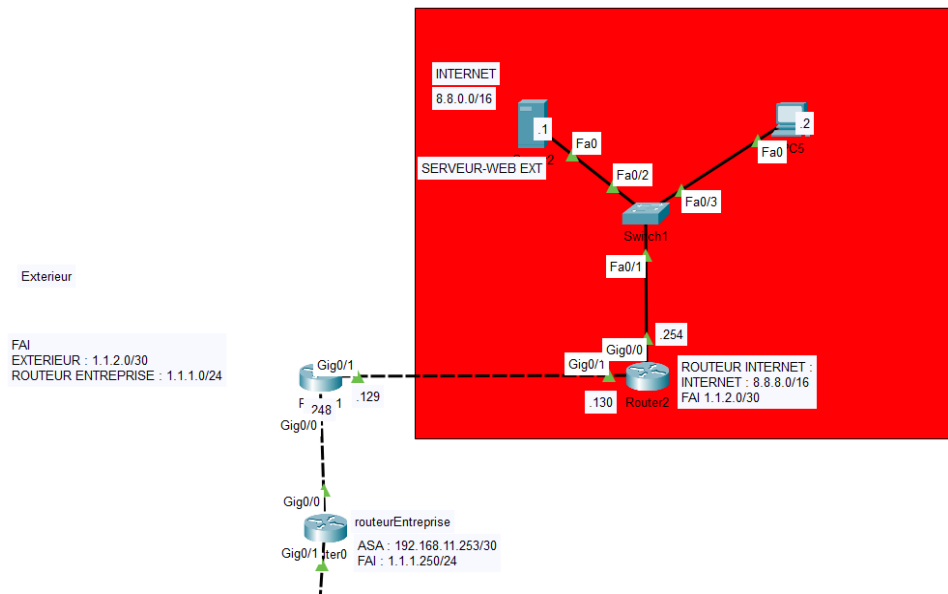 INTERNET
8.8.0.0/16
.1
.2
Fa0
Fa0
SERVEUR-WEB EXT
Fa0/2
Fa0/3
Switch1
Fa0/1
Exterieur
.254
Gig0/0
FAI
EXTERIEUR : 1.1.2.0/30
ROUTEUR ENTREPRISE : 1.1.1.0/24
Gig0/1
Gig0/1
ROUTEUR INTERNET :
INTERNET : 8.8.8.0/16
FAI 1.1.2.0/30
.129
.130
Router2
248
Gig0/0
Gig0/0
routeurEntreprise
ASA : 192.168.11.253/30
FAI : 1.1.1.250/24
Gig0/1